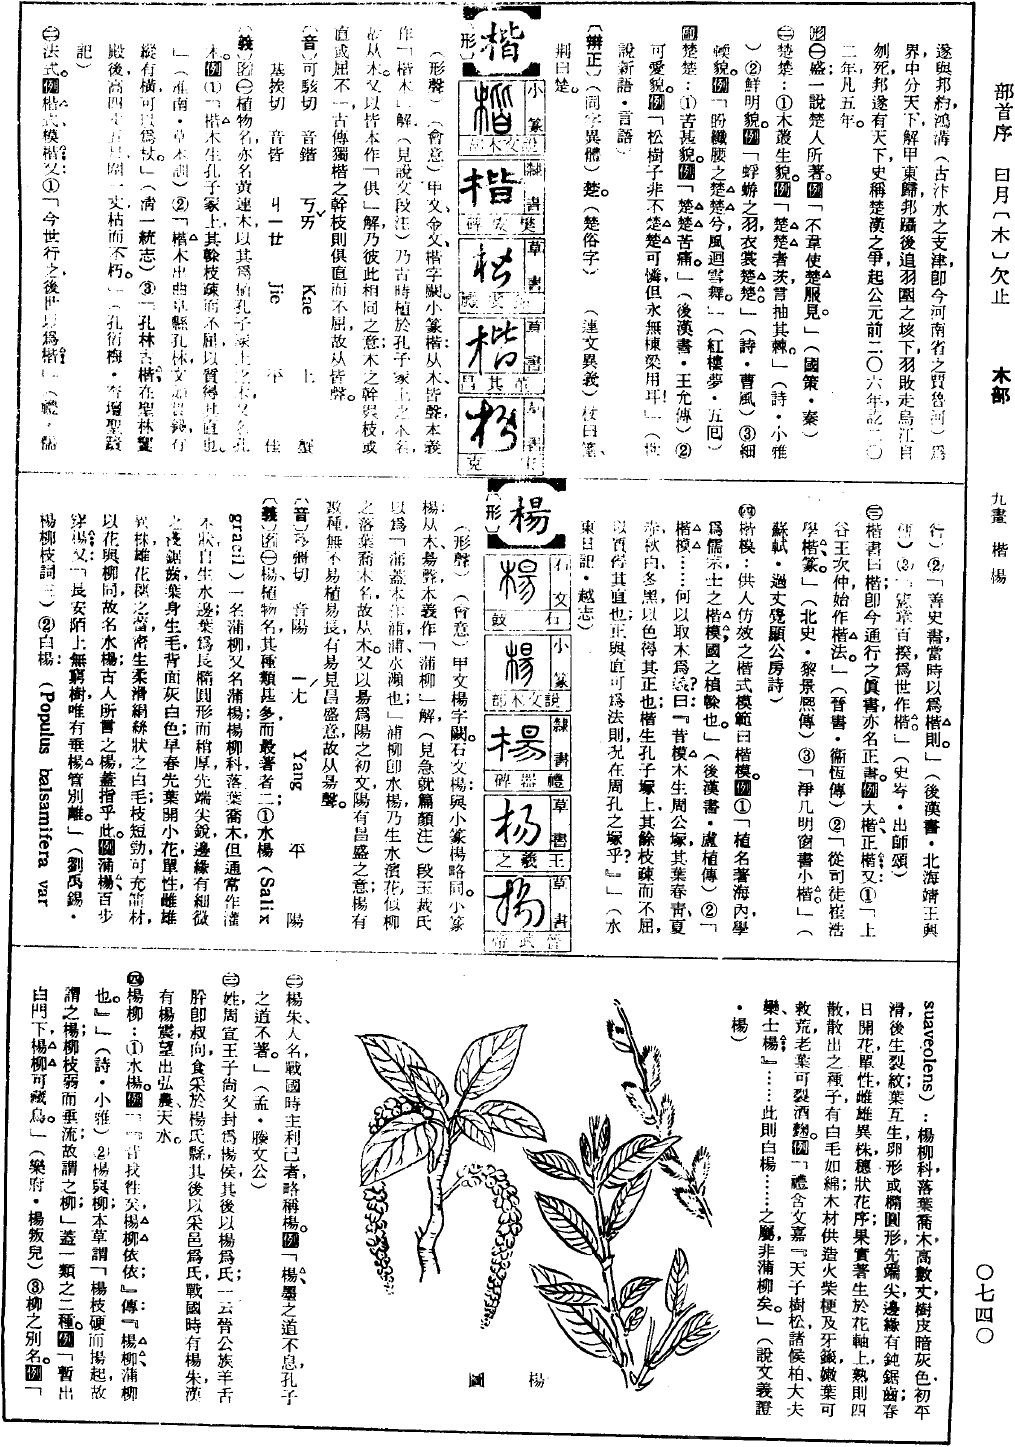 部首序 日月〔木〕欠止 木部 九畫 楷 楊 〇七四〇
遂與邦約鴻溝（古汴水之支津卽今河南省之賈魯河）爲
界中分天下解甲東歸邦躡後追羽圍之垓下羽敗走烏江自
刎死邦遂有天下史稱楚漢之爭起公元前二〇六年訖二〇
二年凡五年。
形㊀盛一說楚人所著。例「不韋使楚服見。」（國策・秦）
㊁楚楚：①木叢生貌。例「楚楚者茨言抽其棘。」（詩・小雅
）②鮮明貌例「蜉蝣之羽衣裳楚楚。」（詩・曹風）③細
輭貌。例「盼纖腰之楚楚兮風迴雪舞。」（紅樓夢・五回）
副楚楚：①苦甚貌。例「楚楚苦痛。」（後漢書・王允傳）②
可愛貌。例「松樹子非不楚楚可憐但永無棟梁用耳」（世
說新語・言語）
〔辨正〕（同字異體）楚。（楚俗字）（連文異義）杖曰箠、
荆曰楚。
楷
〔形〕
小篆 說文木部
隸書 樊安碑
草書
草書 董其昌
（形聲）（會意）甲文金文、楷字闕。小篆楷从木、皆聲，本義
作「楷木」解（見說文段注）乃古時植於孔子冢上之木名，
故从木。又以皆本作「俱」解乃彼此相同之意；木之幹與枝或
直或屈不一古傳獨楷之幹枝則俱直而不屈故从皆聲。
〔音〕可駭切 音鍇 ㄎㄞˇ Kae 上 蟹
基挨切 音皆 ㄐㄧㄝ jie 平 佳
〔義〕名㊀植物名，亦名黃連木以其爲植孔子冢上之木又名孔
木。例①「楷木生孔子冢上其榦枝疎而不屈以質得其直也。
」（淮南・草木訓）②「楷木出曲阜縣孔林文如貫錢有
縱有橫可以爲杖。」（淸一統志）③「孔林古楷在聖林饗
殿後高四丈五尺圍一丈枯而不朽。」（孔衍樨・杏壇聖蹟
記）
㊁法式。例楷式模楷又①「今世行之後世以爲楷」（禮・儒
行）②「善史書當時以爲楷則。」（後漢書・北海靖王興
傳）③「憲章百揆爲世作楷。」（史岑・出師頌）
㊂楷書曰楷；卽今通行之眞書亦名正書。例大楷正楷又①「上
谷王次仲始作楷法。」（晉書・衞恆傳）②「從司徒崔浩
學楷篆。」（北史・黎景熙傳）③「淨几明窗書小楷」（
蘇軾・過文覺顯公房詩）
㊃楷模：供人仿效之楷式模範曰楷模。例①「植名著海內學
爲儒宗士之楷模國之楨榦也。」（後漢書・盧植傳）②「
楷模……何以取木爲義？曰『昔模木生周公塚其葉春靑夏
赤秋白冬黑以色得其正也；楷生孔子塚上其餘枝疎而不屈，
以質得其直也正與直可爲法則況在周孔之塚乎？』」（水
東日記・越志）
楊
〔形〕
石文 石鼓
小篆 說文木部
隸書 禮器碑
草書 王羲之
草書 晉武帝
（形聲）（會意）甲文楊字闕。石文楊：與小篆楊略同。小篆
楊从木昜聲本義作「蒲柳」解（見急就篇顏注）段玉裁氏
以爲「『蒲蓋本作『浦』浦水瀕也」浦柳卽水楊乃生水濱花似柳
之落葉喬木名故从木。又以昜爲陽之初文陽有昌盛之意；楊有
數種無不易植易長有易見昌盛意故从昜聲。
〔音〕移彊切 音陽 ㄧㄤˊ Yang 平 陽
〔義〕名㊀楊植物名其種類甚多而最著者二：①水楊（Salix
gracil）一名蒲柳又名蒲楊楊柳科落葉喬木但通常作灌
木狀自生水邊葉爲長橢圓形而稍厚先端尖銳邊緣有細微
之淺鋸齒葉身生毛背面灰白色早春先葉開小花單性雌雄
異株雄花穗之蕾密生柔滑絹絲狀之白毛枝短勁可充箭材，
以花與柳同故名水楊；古人所言之楊蓋指乎此。例蒲楊百步
穿楊又「長安陌上無窮樹唯有垂楊管別離。」（劉禹錫・
楊柳枝詞三）②白楊（Populus balsamifera var
suaveolens）：楊柳科落葉喬木高數丈樹皮暗灰色初平
滑後生裂紋葉互生卵形或橢圓形先端尖邊緣有鈍鋸齒春
日開花單性雌雄異株穗狀花序果實著生於花軸上熟則四
散散出之種子有白毛如綿木材供造火柴梗及牙籤嫩葉可
救荒老葉可製酒麴。例「禮含文嘉『天子樹松諸侯柏大夫
欒士楊』……此則白楊……之屬非蒲柳矣。」（說文義證
・楊）
楊 圖
㊁楊朱人名戰國時主利己者略稱楊。例「楊墨之道不息，孔子
之道不著。」（孟・滕文公）
㊂姓周宣王子尙父封爲楊侯其後以楊爲氏一云晉公族羊舌
肸卽叔向食采於楊氏縣其後以采邑爲氏戰國時有楊朱漢
有楊震望出弘農、天水。
㊃楊柳：①水楊。例「『昔我往矣楊柳依依』傳『楊柳蒲柳
也。』」（詩・小雅）②楊與柳本草謂「楊枝硬而揚起故
謂之楊；柳枝弱而垂流故謂之柳」蓋一類之二種。例「暫出
白門下楊柳可藏烏。」（樂府・楊叛兒）③柳之別名。例「